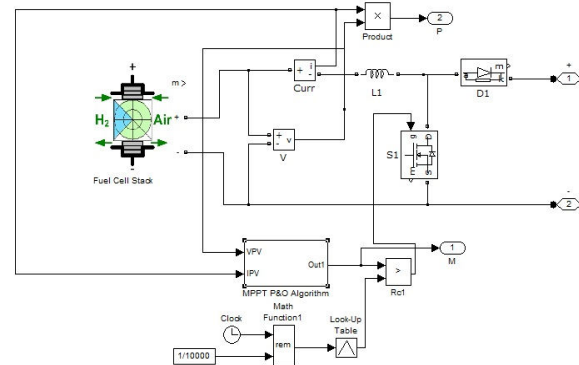 2
P
×
Product
i
+
-
Curr
L1
m
D1
+
1
+
m
H2
Air
+
-
-
Fuel Cell Stack
+
-
v
V
g
D
S1
m
S
-
2
VPV
IPV
Out1
MPPT P&O Algorithm
1
M
>
Rc1
Math
Function1
Clock
rem
Look-Up
Table
1/10000